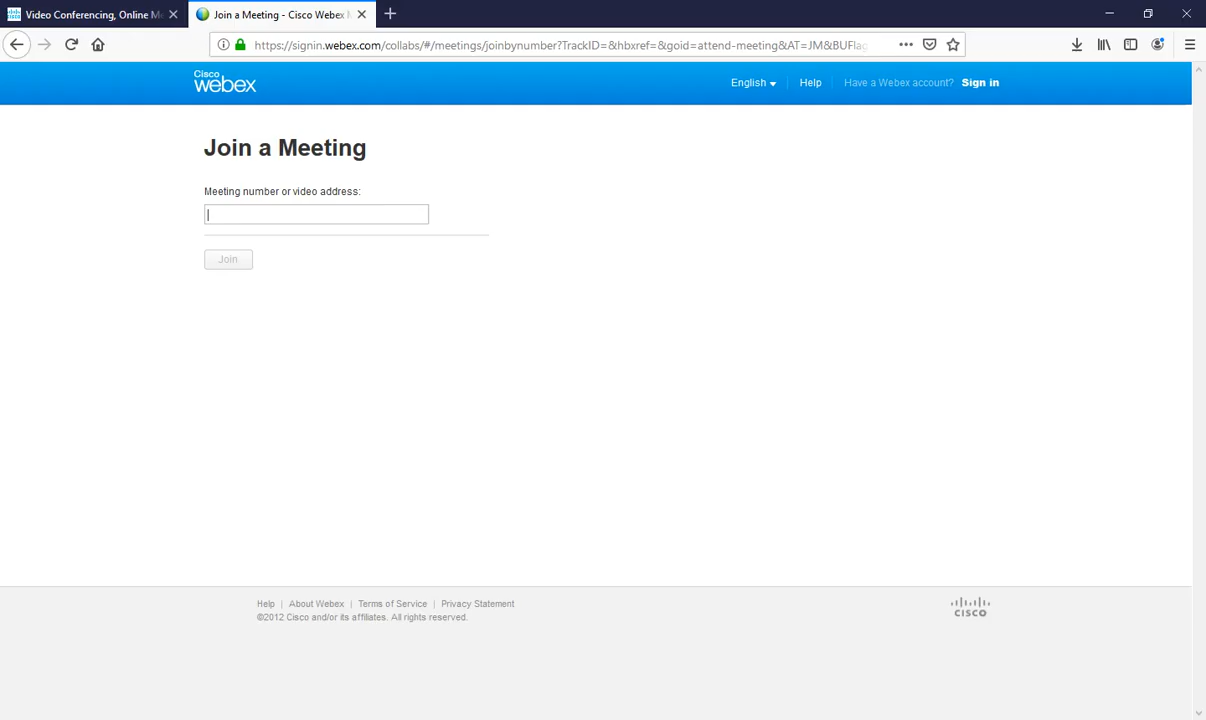 Video Conferencing, Online Me
Join a Meeting - Cisco Webex M
https://signin.webex.com/collabs/#/meetings/joinbynumber?TrackID=&hbxref=&goid=attend-meeting&AT=JM&BUFlag
Cisco
webex
English
Help
Have a Webex account? Sign in
Join a Meeting
Meeting number or video address:
Join
Help | About Webex | Terms of Service | Privacy Statement
©2012 Cisco and/or its affiliates. All rights reserved.
CISCO